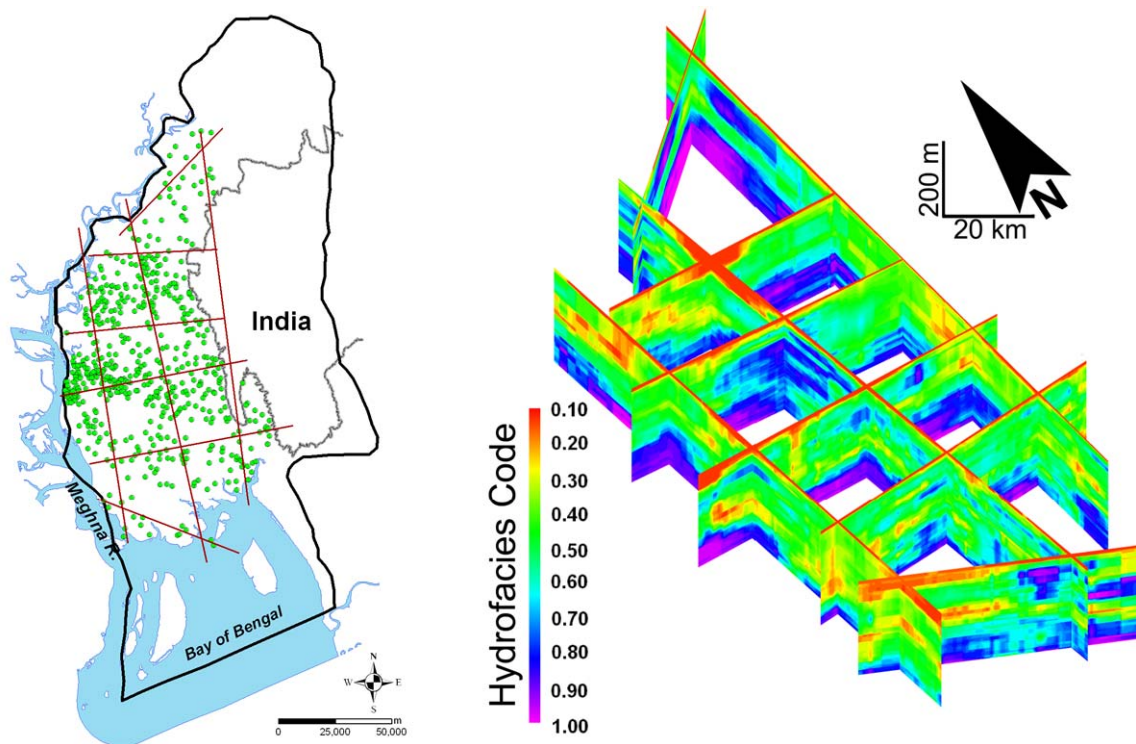 India
Meghna R.
Bay of Bengal
N
W E
S
0 25,000 50,000 m
200 m
20 km
N
Hydrofacies Code
0.10
0.20
0.30
0.40
0.50
0.60
0.70
0.80
0.90
1.00